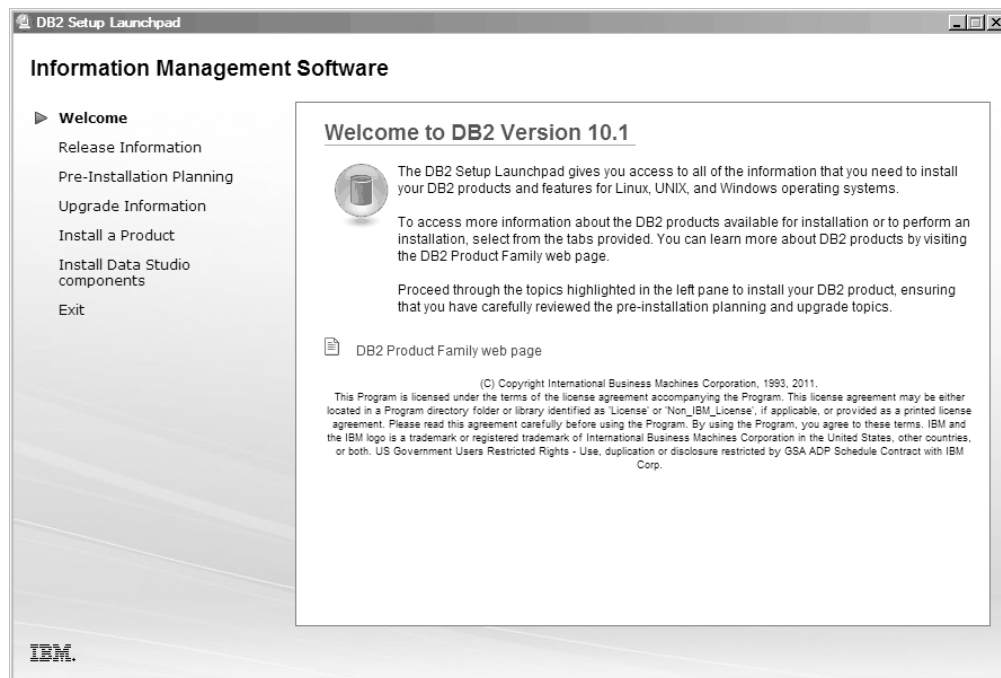 DB2 Setup Launchpad
Information Management Software
Welcome
Release Information
Pre-Installation Planning
Upgrade Information
Install a Product
Install Data Studio
components
Exit
Welcome to DB2 Version 10.1
The DB2 Setup Launchpad gives you access to all of the information that you need to install
your DB2 products and features for Linux, UNIX, and Windows operating systems.
To access more information about the DB2 products available for installation or to perform an
installation, select from the tabs provided. You can learn more about DB2 products by visiting
the DB2 Product Family web page.
Proceed through the topics highlighted in the left pane to install your DB2 product, ensuring
that you have carefully reviewed the pre-installation planning and upgrade topics.
DB2 Product Family web page
(C) Copyright International Business Machines Corporation, 1993, 2011.
This Program is licensed under the terms of the license agreement accompanying the Program. This license agreement may be either
located in a Program directory folder or library identified as 'License' or 'Non_IBM_License', if applicable, or provided as a printed license
agreement. Please read this agreement carefully before using the Program. By using the Program, you agree to these terms. IBM and
the IBM logo is a trademark or registered trademark of International Business Machines Corporation in the United States, other countries,
or both. US Government Users Restricted Rights - Use, duplication or disclosure restricted by GSA ADP Schedule Contract with IBM
Corp.
IBM.